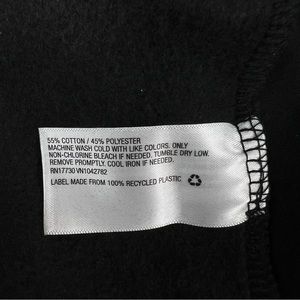 55% COTTON / 45% POLYESTER
MACHINE WASH COLD WITH LIKE COLORS. ONLY
NON-CHLORINE BLEACH IF NEEDED. TUMBLE DRY LOW.
REMOVE PROMPTLY. COOL IRON IF NEEDED.
RN17730 VN1042782
LABEL MADE FROM 100% RECYCLED PLASTIC